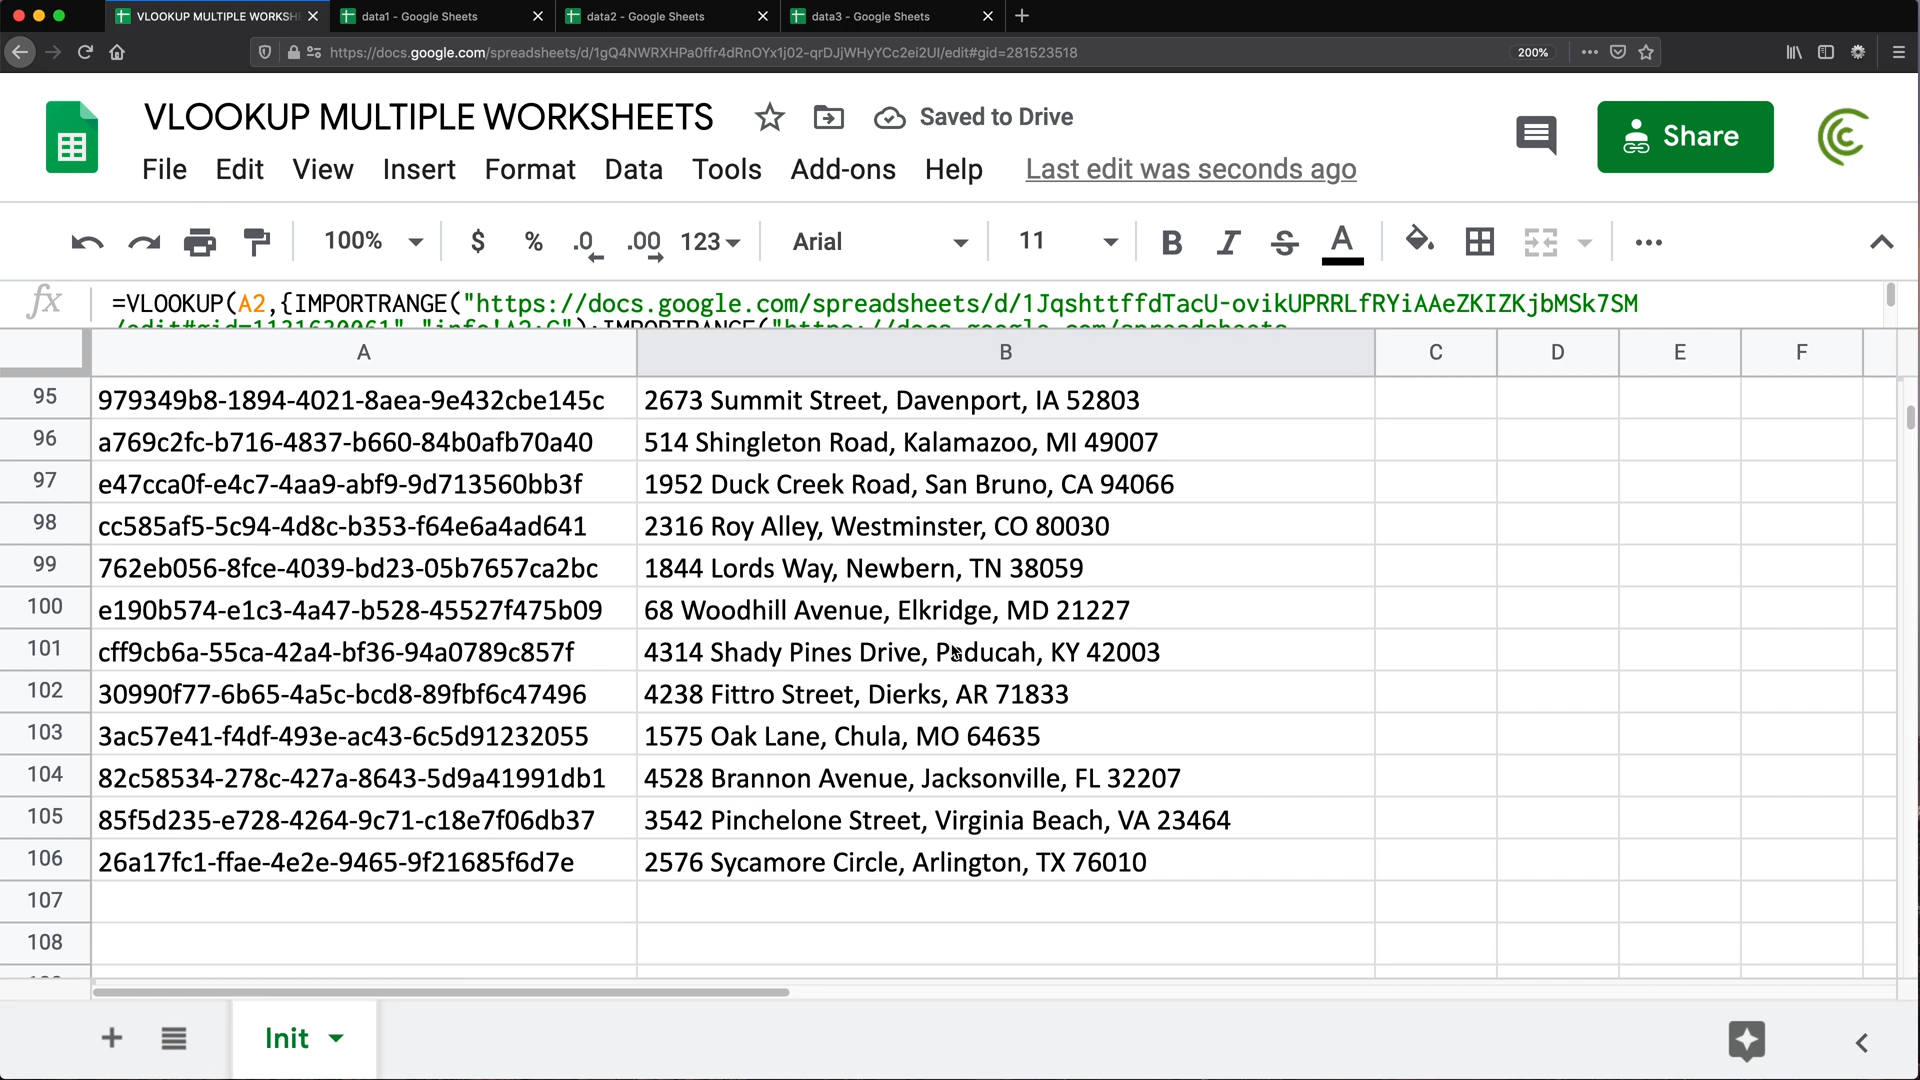 VLOOKUP MULTIPLE WORKSH
data1 - Google Sheets
data2 - Google Sheets
data3 - Google Sheets
https://docs.google.com/spreadsheets/d/1gQ4NWRXHPa0ffr4dRnOYx1j02-qrDJjWHyYCc2ei2UI/edit#gid=281523518
200%
VLOOKUP MULTIPLE WORKSHEETS
Saved to Drive
Share
File Edit View Insert Format Data Tools Add-ons Help Last edit was seconds ago
100% $ % .0 .00 123 Arial 11 B I S A
fx =VLOOKUP(A2,{IMPORTRANGE("https://docs.google.com/spreadsheets/d/1JqshttffdTacU-ovikUPRRLfRYiAAeZKIZKjbMSk7SM
/edit#gid=1131630061","info!A2:C");IMPORTRANGE("https://docs.google.com/spreadsheets
A B C D E F
95 979349b8-1894-4021-8aea-9e432cbe145c 2673 Summit Street, Davenport, IA 52803
96 a769c2fc-b716-4837-b660-84b0afb70a40 514 Shingleton Road, Kalamazoo, MI 49007
97 e47cca0f-e4c7-4aa9-abf9-9d713560bb3f 1952 Duck Creek Road, San Bruno, CA 94066
98 cc585af5-5c94-4d8c-b353-f64e6a4ad641 2316 Roy Alley, Westminster, CO 80030
99 762eb056-8fce-4039-bd23-05b7657ca2bc 1844 Lords Way, Newbern, TN 38059
100 e190b574-e1c3-4a47-b528-45527f475b09 68 Woodhill Avenue, Elkridge, MD 21227
101 cff9cb6a-55ca-42a4-bf36-94a0789c857f 4314 Shady Pines Drive, Paducah, KY 42003
102 30990f77-6b65-4a5c-bcd8-89fbf6c47496 4238 Fittro Street, Dierks, AR 71833
103 3ac57e41-f4df-493e-ac43-6c5d91232055 1575 Oak Lane, Chula, MO 64635
104 82c58534-278c-427a-8643-5d9a41991db1 4528 Brannon Avenue, Jacksonville, FL 32207
105 85f5d235-e728-4264-9c71-c18e7f06db37 3542 Pinchelone Street, Virginia Beach, VA 23464
106 26a17fc1-ffae-4e2e-9465-9f21685f6d7e 2576 Sycamore Circle, Arlington, TX 76010
107
108
Init